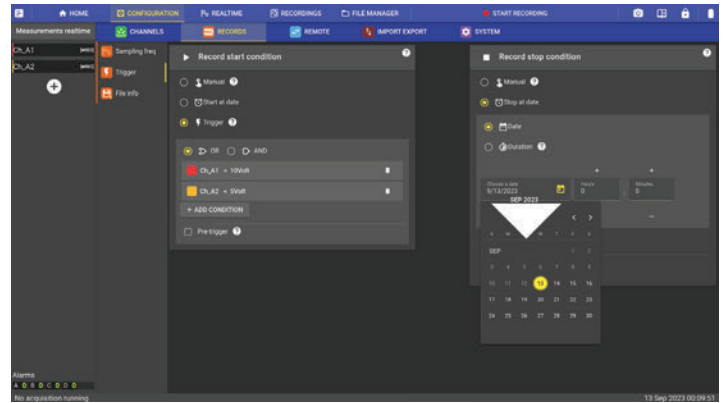 HOME
CONFIGURATION
REALTIME
RECORDINGS
FILE MANAGER
START RECORDING
Measurements realtime
CHANNELS
RECORDS
REMOTE
IMPORT EXPORT
SYSTEM
Ch_A1
Ch_A2
Sampling freq
Trigger
File info
Record start condition
Manual
Start at date
Trigger
OR
AND
Ch_A1 > 10Volt
Ch_A2 < 5Volt
+ ADD CONDITION
Pre-trigger
Record stop condition
Manual
Stop at date
Date
Duration
+ +
Choose a date
9/13/2023
Hours
0
:
Minutes
0
SEP 2023
SEP 1 2
3 4 5 6 7 8 9
10 11 12 13 14 15 16
17 18 19 20 21 22 23
24 25 26 27 28 29 30
Alarms
A 0 B 0 C 0 D 0
No acquisition running
13 Sep 2023 00:09:51